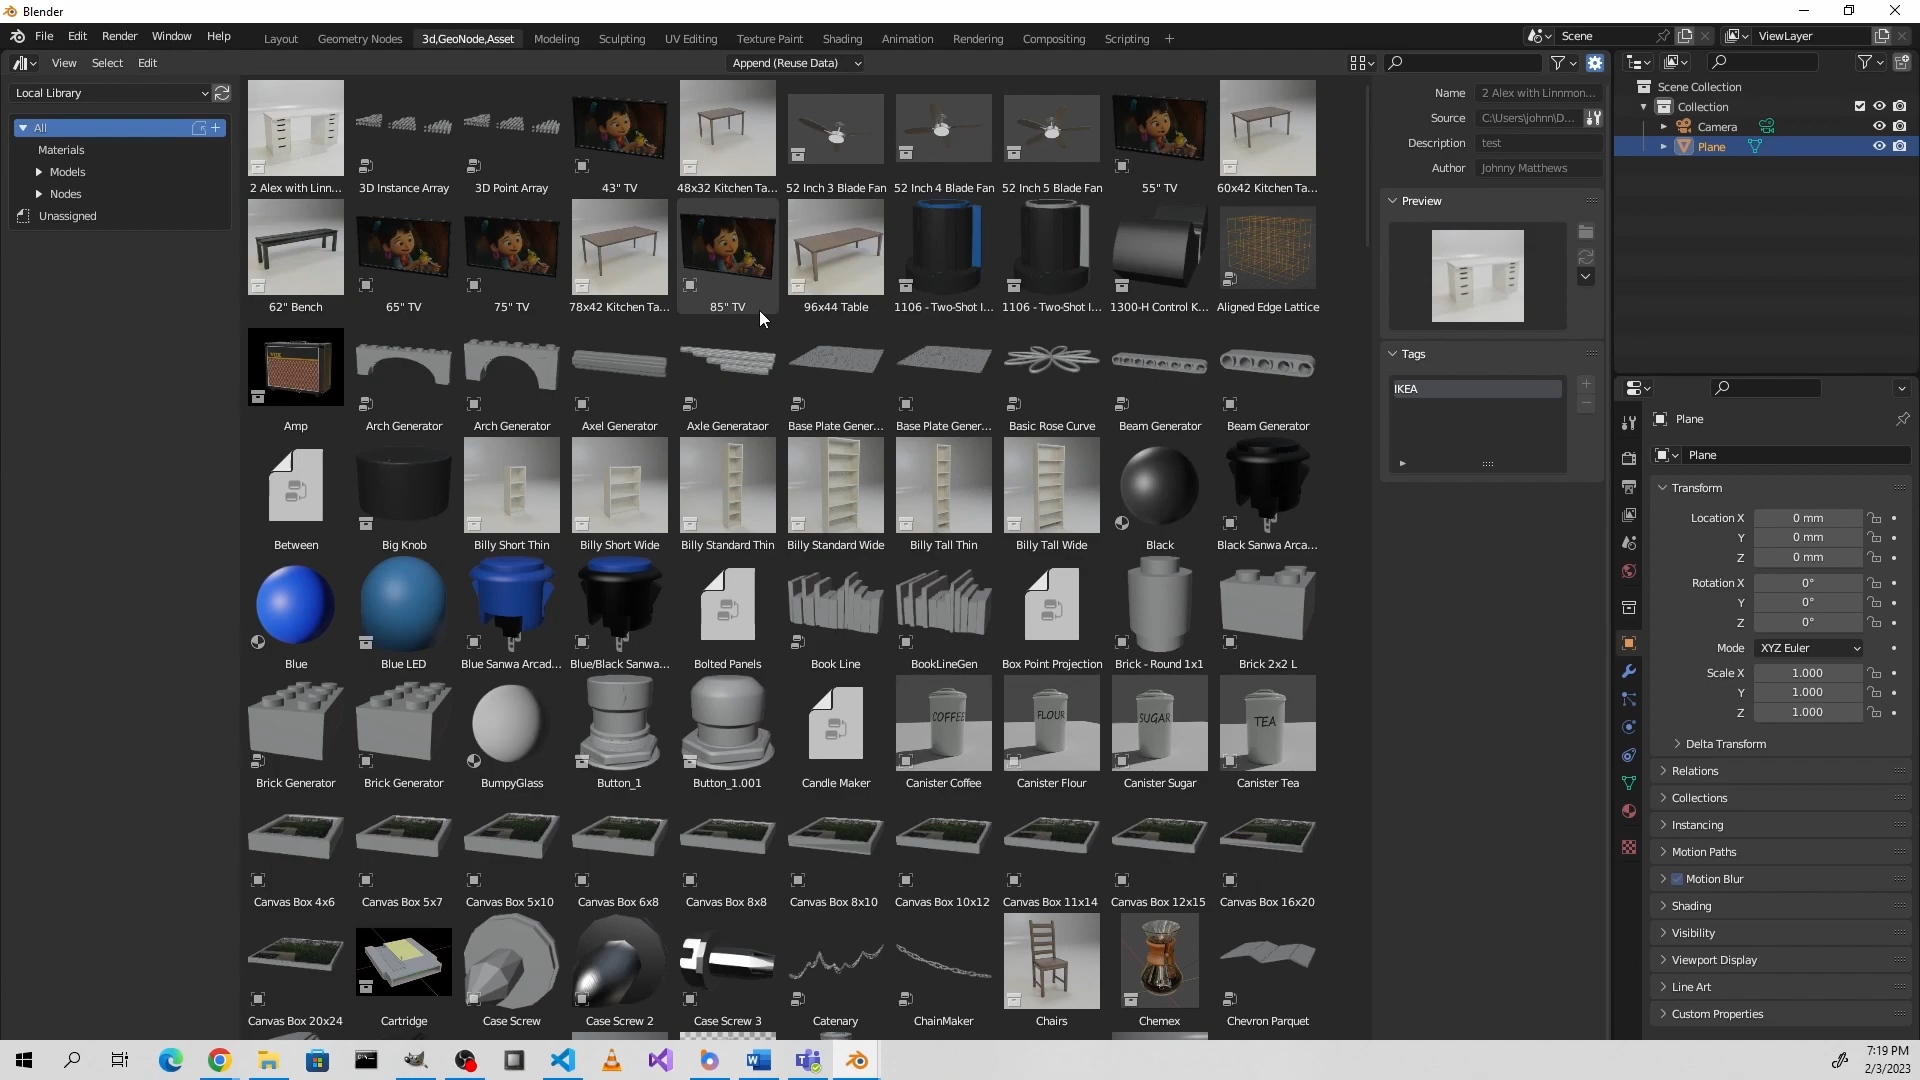 Blender
File Edit Render Window Help
Layout Geometry Nodes 3d,GeoNode,Asset Modeling Sculpting UV Editing Texture Paint Shading Animation Rendering Compositing Scripting +
Scene ViewLayer
View Select Edit
Append (Reuse Data)
Local Library
All
Materials
Models
Nodes
Unassigned
2 Alex with Linn... 3D Instance Array 3D Point Array 43" TV 48x32 Kitchen Ta... 52 Inch 3 Blade Fan 52 Inch 4 Blade Fan 52 Inch 5 Blade Fan 55" TV 60x42 Kitchen Ta...
62" Bench 65" TV 75" TV 78x42 Kitchen Ta... 85" TV 96x44 Table 1106 - Two-Shot I... 1106 - Two-Shot I... 1300-H Control K... Aligned Edge Lattice
VOX
Amp Arch Generator Arch Generator Axel Generator Axle Generataor Base Plate Gener... Base Plate Gener... Basic Rose Curve Beam Generator Beam Generator
Between Big Knob Billy Short Thin Billy Short Wide Billy Standard Thin Billy Standard Wide Billy Tall Thin Billy Tall Wide Black Black Sanwa Arca...
Blue Blue LED Blue Sanwa Arcad... Blue/Black Sanwa... Bolted Panels Book Line BookLineGen Box Point Projection Brick - Round 1x1 Brick 2x2 L
COFFEE FLOUR SUGAR TEA
Brick Generator Brick Generator BumpyGlass Button_1 Button_1.001 Candle Maker Canister Coffee Canister Flour Canister Sugar Canister Tea
Canvas Box 4x6 Canvas Box 5x7 Canvas Box 5x10 Canvas Box 6x8 Canvas Box 8x8 Canvas Box 8x10 Canvas Box 10x12 Canvas Box 11x14 Canvas Box 12x15 Canvas Box 16x20
Canvas Box 20x24 Cartridge Case Screw Case Screw 2 Case Screw 3 Catenary ChainMaker Chairs Chemex Chevron Parquet
Name 2 Alex with Linnmon...
Source C:\Users\johnn\D...
Description test
Author Johnny Matthews
Preview
Tags
IKEA
Scene Collection
Collection
Camera
Plane
Plane
Plane
Transform
Location X 0 mm
Y 0 mm
Z 0 mm
Rotation X 0°
Y 0°
Z 0°
Mode XYZ Euler
Scale X 1.000
Y 1.000
Z 1.000
Delta Transform
Relations
Collections
Instancing
Motion Paths
Motion Blur
Shading
Visibility
Viewport Display
Line Art
Custom Properties
7:19 PM
2/3/2023